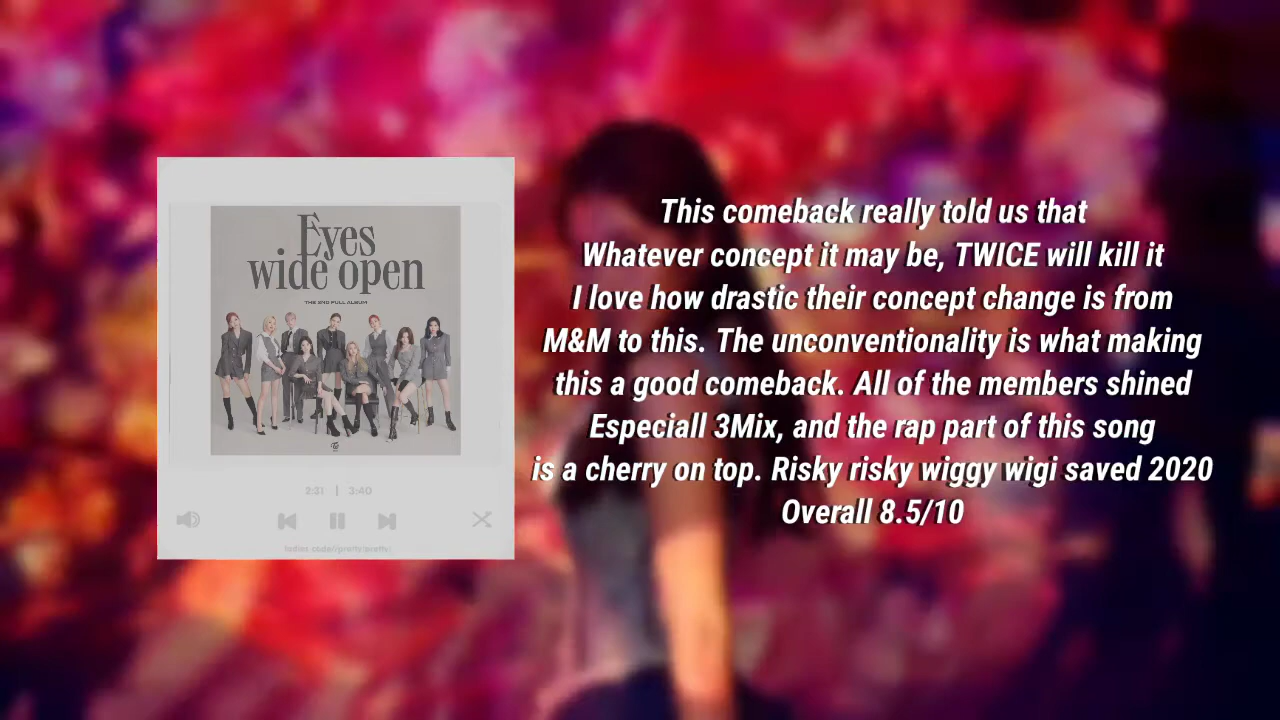 Eyes
wide open
THE 2ND FULL ALBUM
2:31 | 3:40
This comeback really told us that
Whatever concept it may be, TWICE will kill it
I love how drastic their concept change is from
M&M to this. The unconventionality is what making
this a good comeback. All of the members shined
Especiall 3Mix, and the rap part of this song
is a cherry on top. Risky risky wiggy wigi saved 2020
Overall 8.5/10